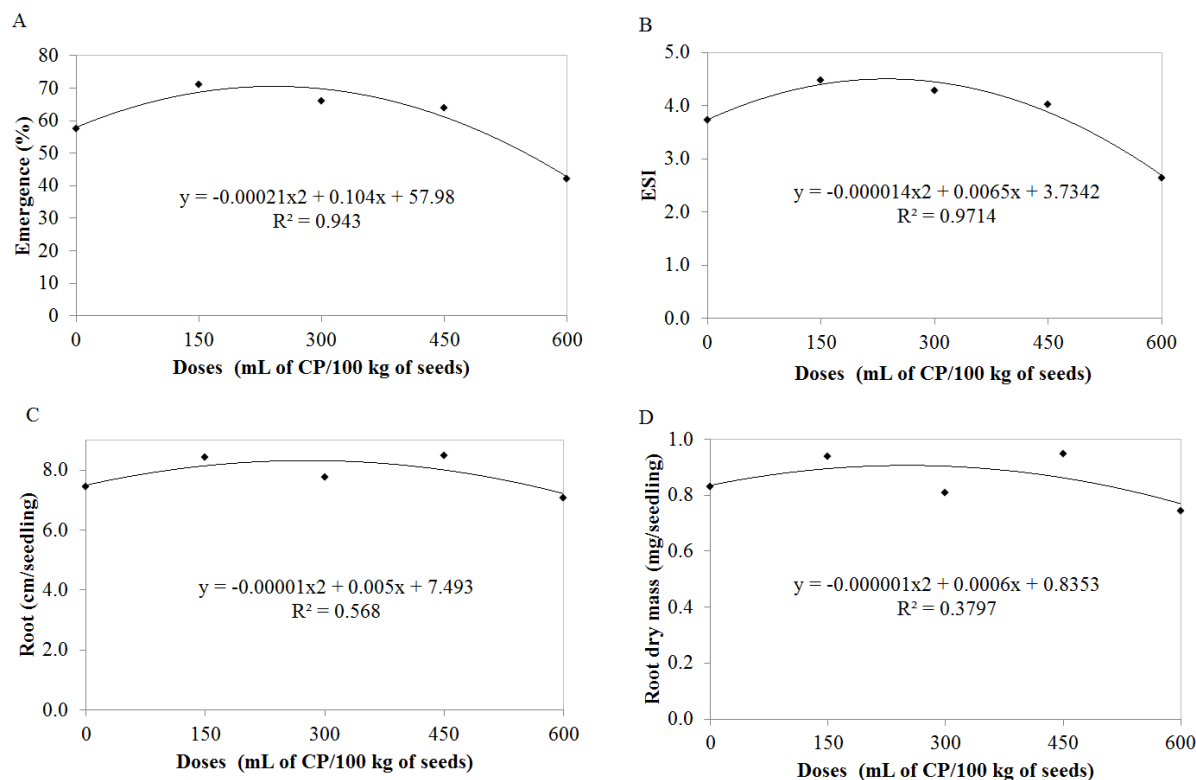 A
Emergence (%)
80
70
60
50
40
30
20
10
0
y = -0.00021x2 + 0.104x + 57.98
R² = 0.943
0 150 300 450 600
Doses (mL of CP/100 kg of seeds)
B
ESI
5.0
4.0
3.0
2.0
1.0
0.0
y = -0.000014x2 + 0.0065x + 3.7342
R² = 0.9714
0 150 300 450 600
Doses (mL of CP/100 kg of seeds)
C
Root (cm/seedling)
8.0
6.0
4.0
2.0
0.0
y = -0.00001x2 + 0.005x + 7.493
R² = 0.568
0 150 300 450 600
Doses (mL of CP/100 kg of seeds)
D
Root dry mass (mg/seedling)
1.0
0.8
0.6
0.4
0.2
0.0
y = -0.000001x2 + 0.0006x + 0.8353
R² = 0.3797
0 150 300 450 600
Doses (mL of CP/100 kg of seeds)